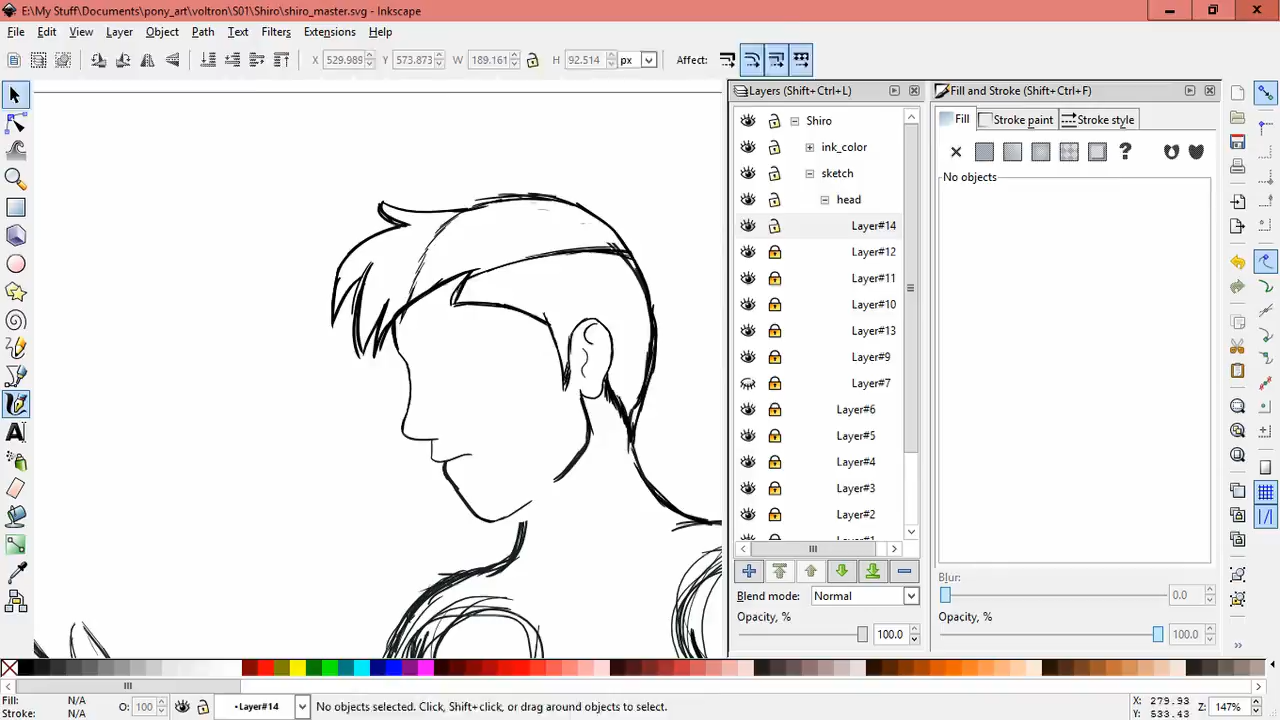 E:\My Stuff\Documents\pony_art\voltron\S01\Shiro\shiro_master.svg - Inkscape
File Edit View Layer Object Path Filters Text Extensions Help
X 529.989 Y 573.873 W 189.161 H 92.514 px Affect:
Layers (Shift+Ctrl+L)
Shiro
ink_color
sketch
head
Layer#14
Layer#12
Layer#11
Layer#10
Layer#13
Layer#9
Layer#7
Layer#6
Layer#5
Layer#4
Layer#3
Layer#2
Blend mode: Normal
Opacity, %
100.0
Fill and Stroke (Shift+Ctrl+F)
Fill Stroke paint Stroke style
?
No objects
Blur:
0.0
Opacity, %
100.0
Fill: N/A
Stroke: N/A
O: 100
•Layer#14
No objects selected. Click, Shift+click, or drag around objects to select.
X: 279.93
Y: 533.43
Z: 147%